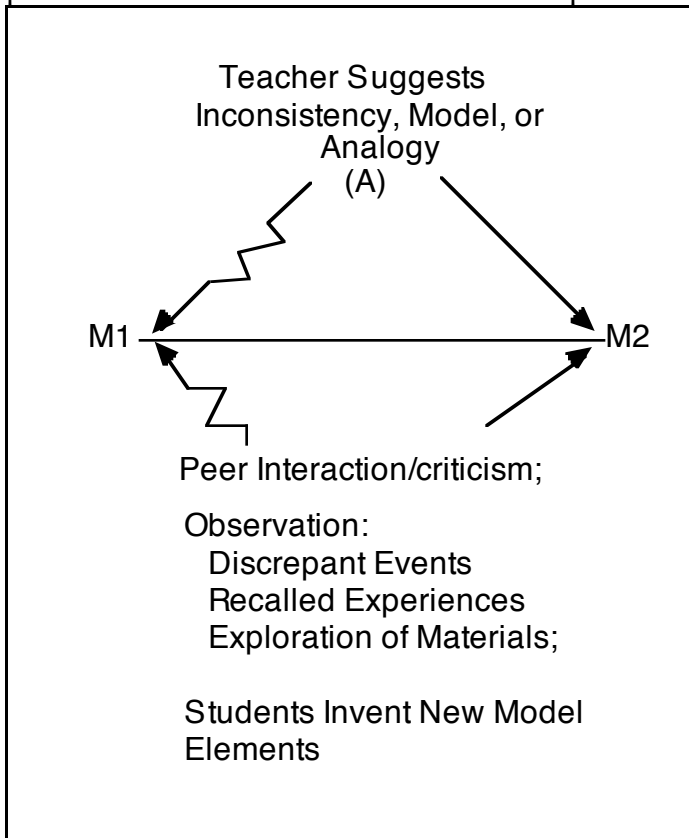 Teacher Suggests
Inconsistency, Model, or
Analogy
(A)
M1
M2
Peer Interaction/criticism;
Observation:
Discrepant Events
Recalled Experiences
Exploration of Materials;
Students Invent New Model
Elements